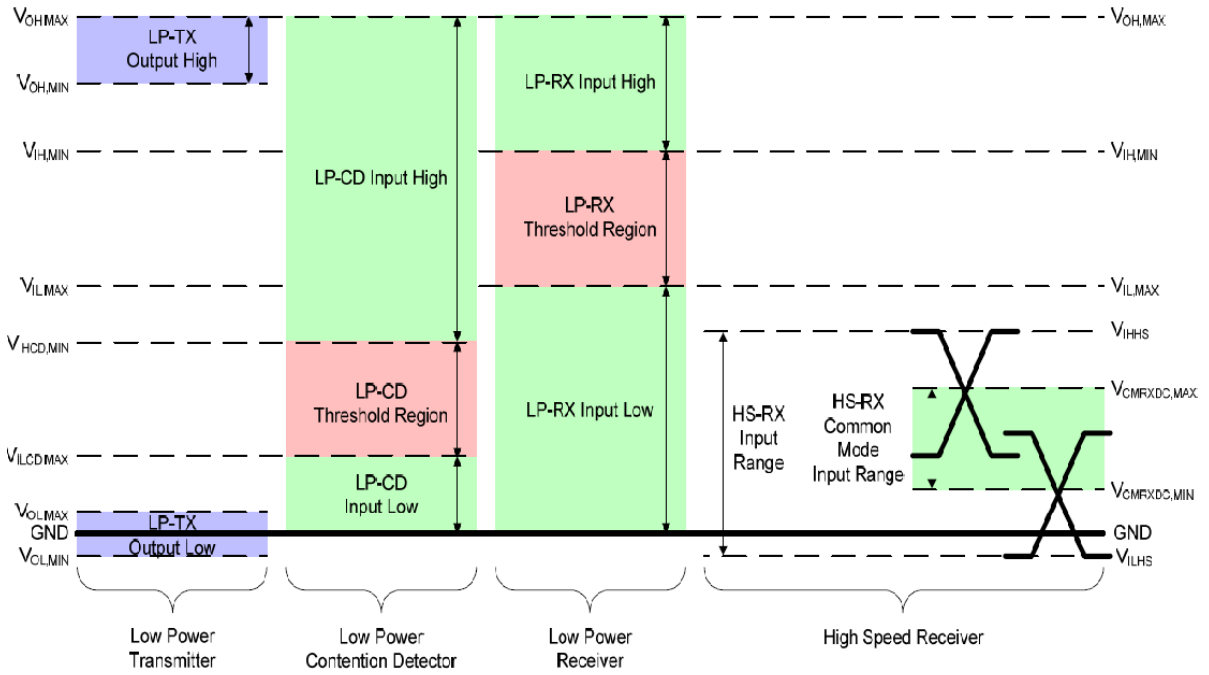 VOH,MAX
LP-TX
Output High
VOH,MIN
VIH,MIN
VIL,MAX
VHCD,MIN
VILCD,MAX
VOL,MAX
GND
VOL,MIN
LP-TX
Output Low
LP-CD Input High
LP-CD
Threshold Region
LP-CD
Input Low
LP-RX Input High
LP-RX
Threshold Region
LP-RX Input Low
HS-RX
Input
Range
HS-RX
Common
Mode
Input Range
VOH,MAX
VIH,MIN
VIL,MAX
VIHHS
VCMRXDC,MAX
VCMRXDC,MIN
GND
VILHS
Low Power
Transmitter
Low Power
Contention Detector
Low Power
Receiver
High Speed Receiver